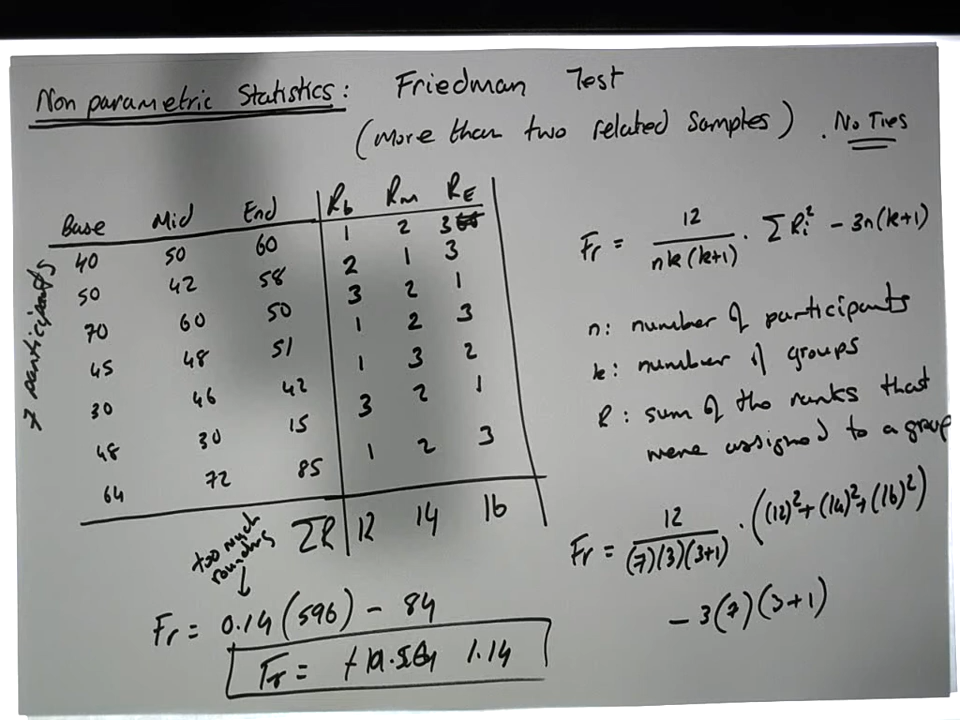 Non parametric Statistics: Friedman Test
(More than two related samples). No Ties
Base Mid End Rb Rm RE
7 participants
40 50 60 1 2 3
50 42 58 2 1 3
70 60 50 3 2 1
45 48 51 1 2 3
30 46 42 1 3 2
48 30 15 3 2 1
64 72 85 1 2 3
ΣR 12 14 16
Fr = 12 / nk(k+1) · ΣRi² - 3n(k+1)
n: number of participants
k: number of groups
R: sum of the ranks that
were assigned to a group
Fr = 12 / (7)(3)(3+1) · ((12)²+(14)²+(16)²)
- 3(7)(3+1)
too much
rounding
↓
Fr = 0.14(596) - 84
Fr = 1.14